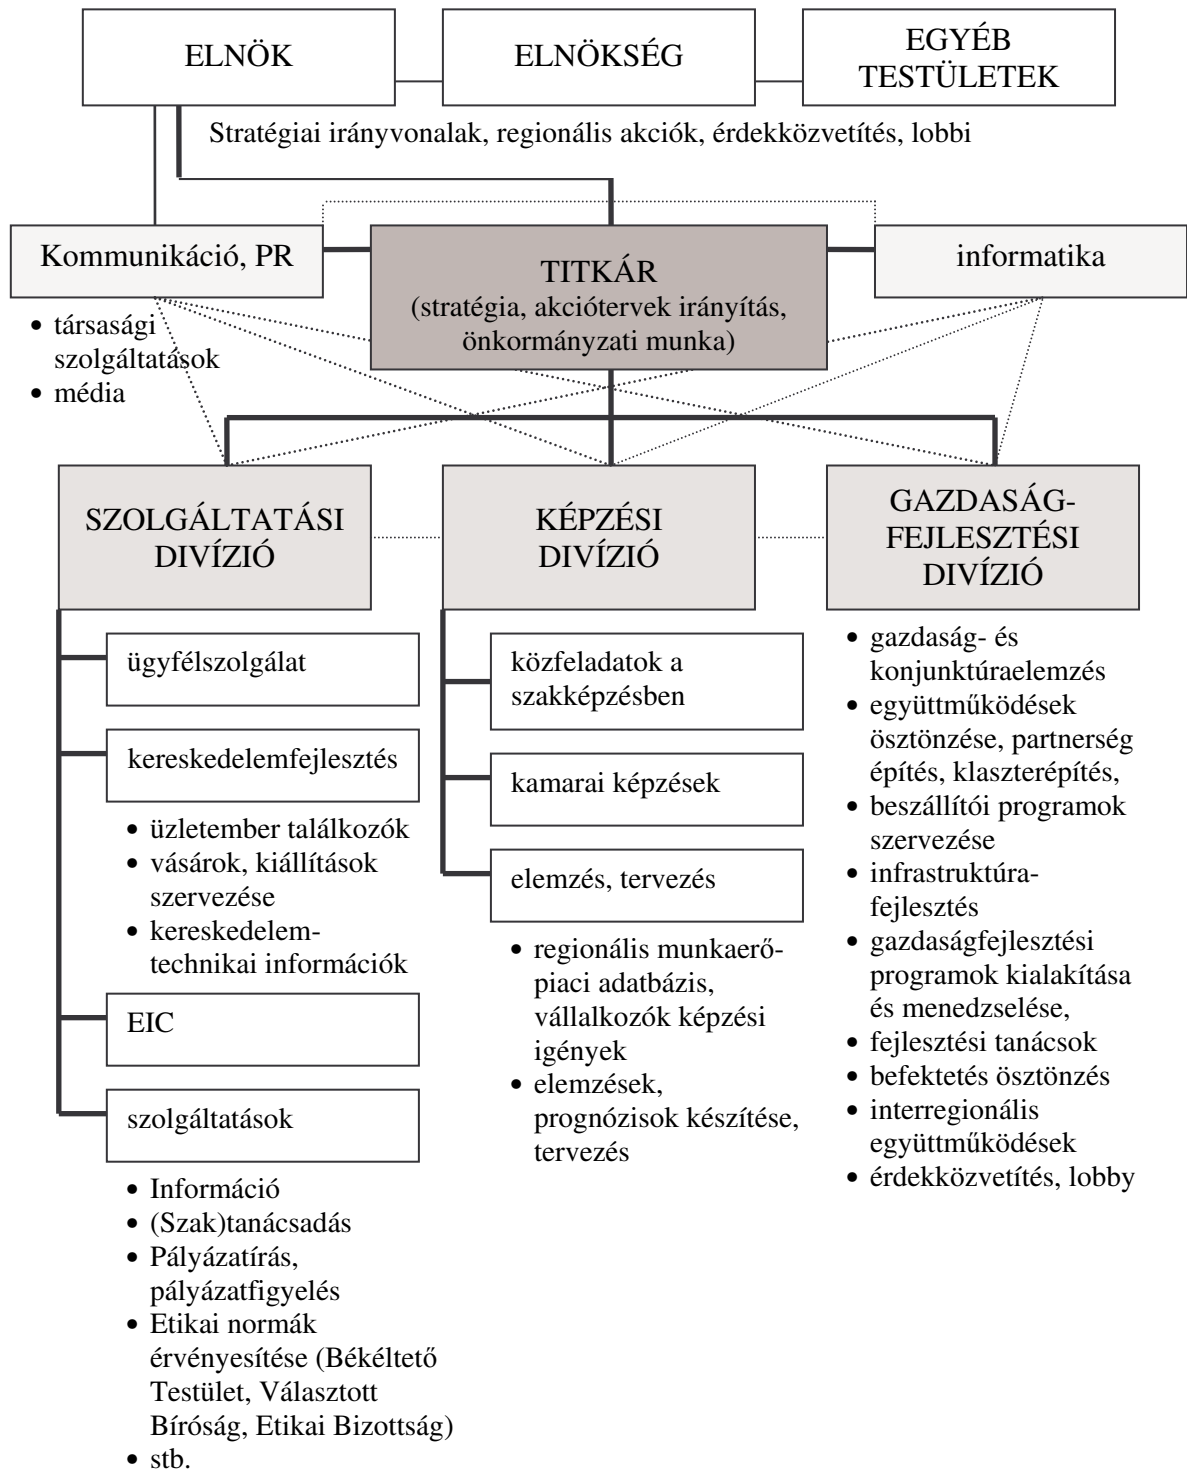 ELNÖK
ELNÖKSÉG
EGYÉB
TESTÜLETEK
Stratégiai irányvonalak, regionális akciók, érdekközvetítés, lobbi
Kommunikáció, PR
TITKÁR
(stratégia, akciótervek irányítás,
önkormányzati munka)
informatika
• társasági
szolgáltatások
• média
SZOLGÁLTATÁSI
DIVÍZIÓ
ügyfélszolgálat
kereskedelemfejlesztés
• üzletember találkozók
• vásárok, kiállítások
szervezése
• kereskedelem-
technikai információk
EIC
szolgáltatások
• Információ
• (Szak)tanácsadás
• Pályázatírás,
pályázatfigyelés
• Etikai normák
érvényesítése (Békéltető
Testület, Választott
Bíróság, Etikai Bizottság)
• stb.
KÉPZÉSI
DIVÍZIÓ
közfeladatok a
szakképzésben
kamarai képzések
elemzés, tervezés
• regionális munkaerő-
piaci adatbázis,
vállalkozók képzési
igények
• elemzések,
prognózisok készítése,
tervezés
GAZDASÁG-
FEJLESZTÉSI
DIVÍZIÓ
• gazdaság- és
konjunktúraelemzés
• együttműködések
ösztönzése, partnerség
építés, klaszterépítés,
• beszállítói programok
szervezése
• infrastruktúra-
fejlesztés
• gazdaságfejlesztési
programok kialakítása
és menedzselése,
• fejlesztési tanácsok
• befektetés ösztönzés
• interregionális
együttműködések
• érdekközvetítés, lobby